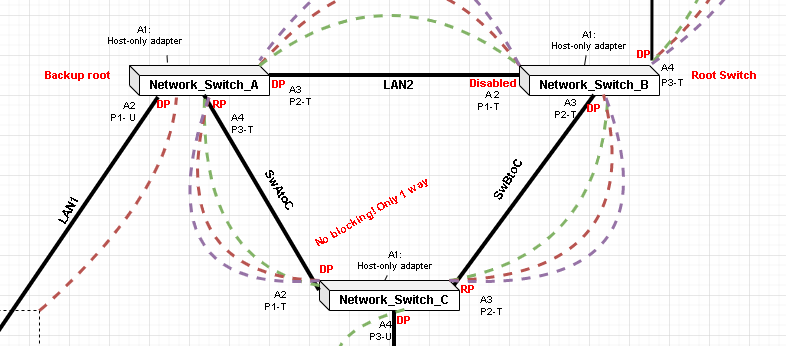 A1:
Host-only adapter
A1:
Host-only adapter
DP
A4
P3-T
Backup root
Network_Switch_A
DP
A3
P2-T
LAN2
Disabled
A2
P1-T
Network_Switch_B
Root Switch
A2
P1- U
DP
RP
A4
P3-T
A3
P2-T
DP
LAN1
SwAtoC
No blocking! Only 1 way
SwBtoC
A1:
Host-only adapter
DP
A2
P1-T
Network_Switch_C
RP
A3
P2-T
A4
P3-U
DP